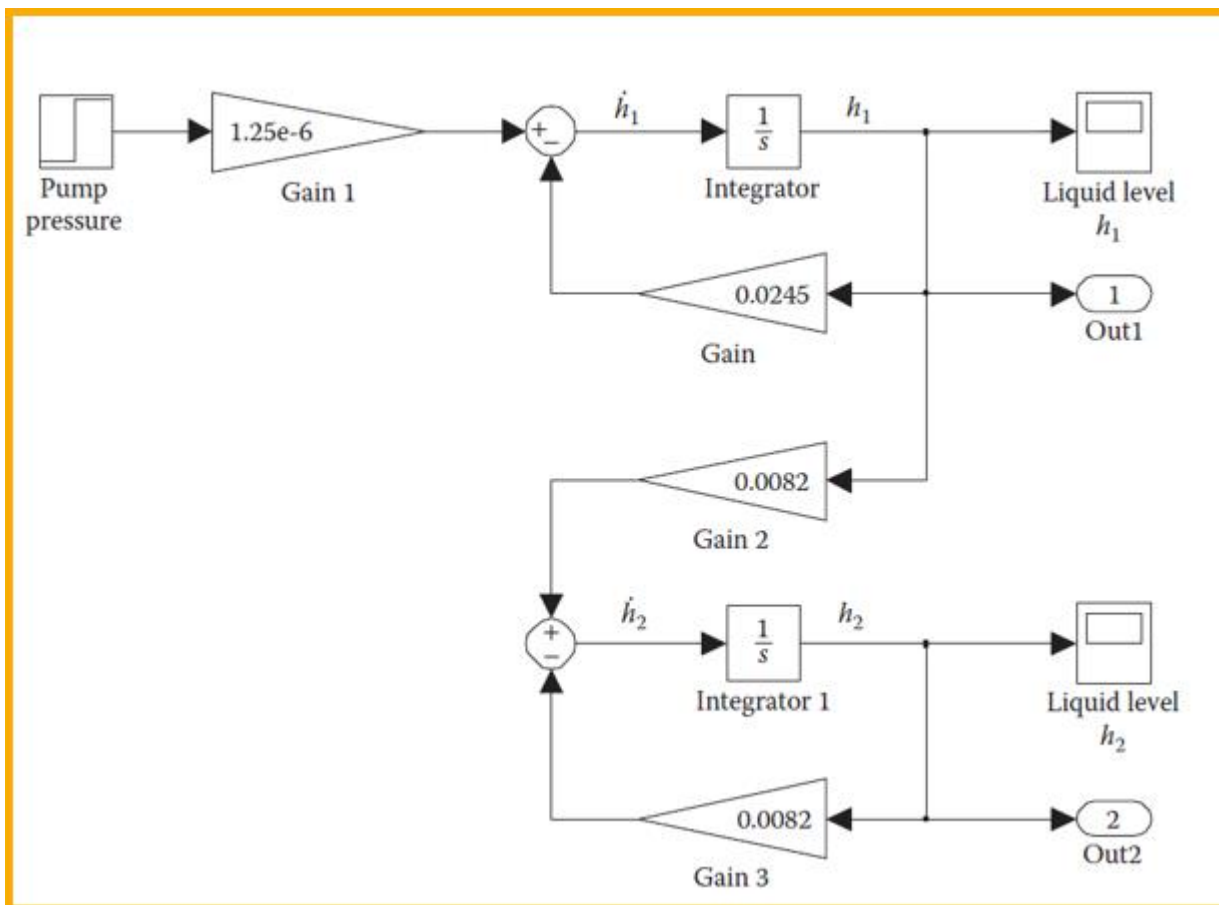 ḣ₁
h₁
1.25e-6
+
−
1
s
Pump
pressure
Gain 1
Integrator
Liquid level
h₁
0.0245
1
Out1
Gain
0.0082
Gain 2
ḣ₂
h₂
+
−
1
s
Integrator 1
Liquid level
h₂
0.0082
2
Out2
Gain 3